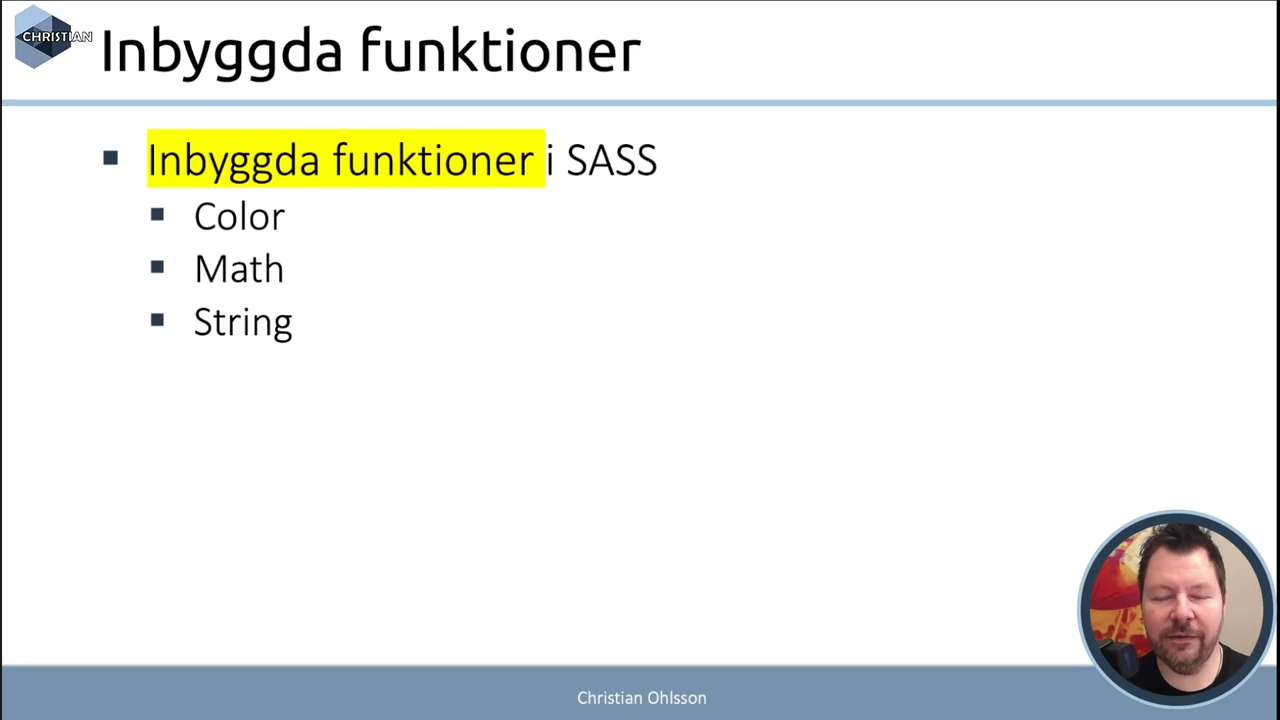 CHRISTIAN
Inbyggda funktioner
Inbyggda funktioner i SASS
Color
Math
String
Christian Ohlsson